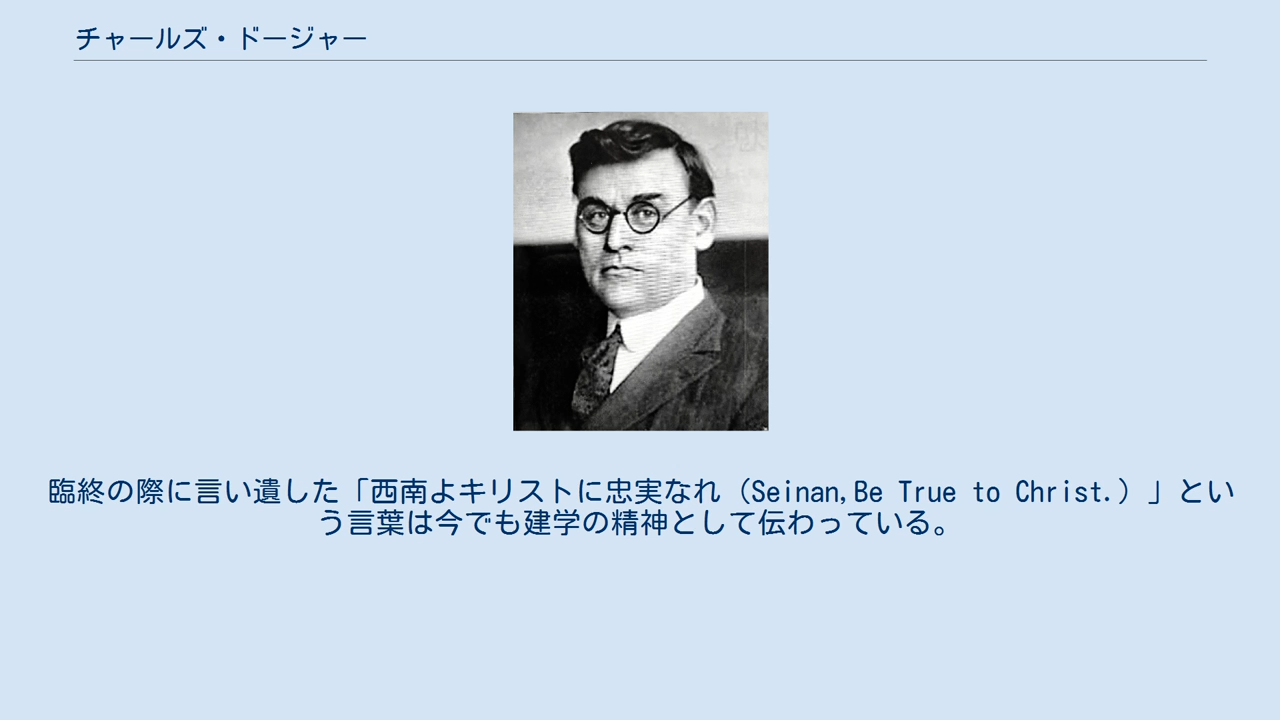 チャールズ・ドージャー
臨終の際に言い遺した「西南よキリストに忠実なれ（Seinan,Be True to Christ.）」とい
う言葉は今でも建学の精神として伝わっている。